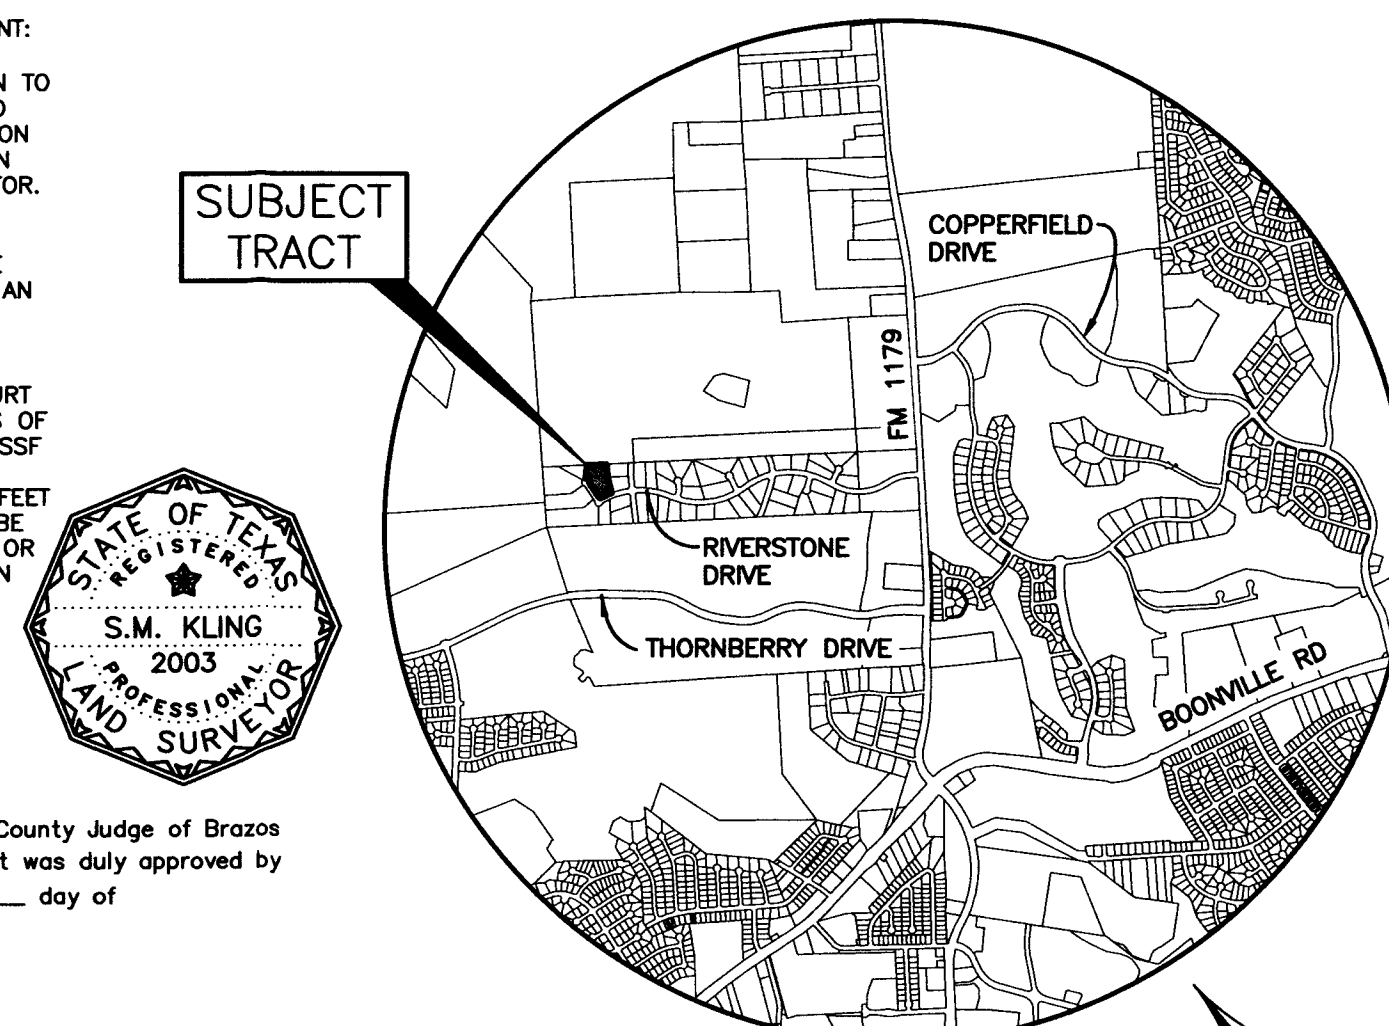 NT:
N TO
ON
N
TOR.
AN
URT
S OF
SSF
FEET
BE
OR
N
SUBJECT
TRACT
COPPERFIELD
DRIVE
FM 1179
RIVERSTONE
DRIVE
THORNBERRY DRIVE
BOONVILLE RD
STATE OF TEXAS
REGISTERED
S.M. KLING
2003
PROFESSIONAL
LAND SURVEYOR
County Judge of Brazos
t was duly approved by
__ day of